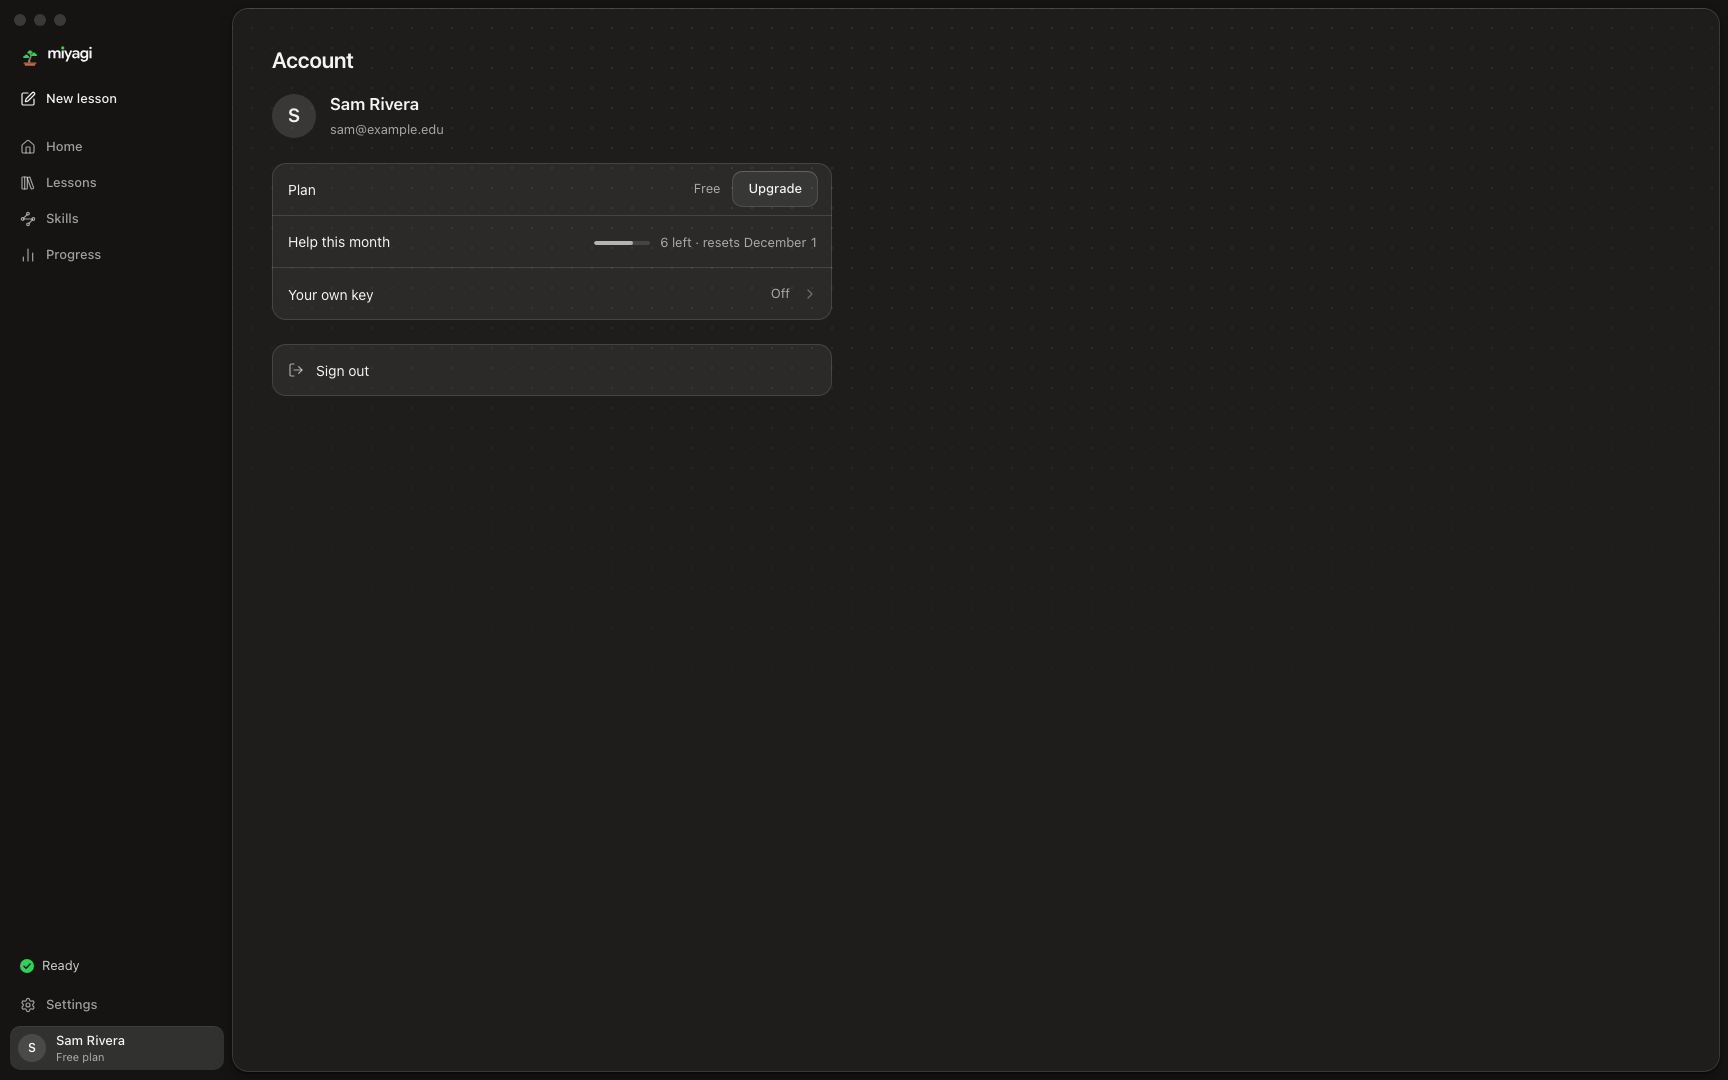 miyagi
New lesson
Home
Lessons
Skills
Progress
Ready
Settings
S
Sam Rivera
Free plan
Account
S
Sam Rivera
sam@example.edu
Plan
Free
Upgrade
Help this month
6 left · resets December 1
Your own key
Off
Sign out